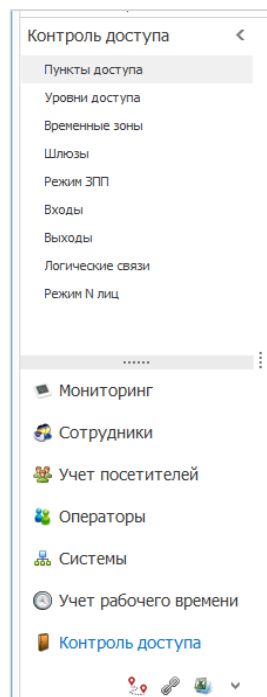 Контроль доступа
Пункты доступа
Уровни доступа
Временные зоны
Шлюзы
Режим ЗПП
Входы
Выходы
Логические связи
Режим N лиц
Мониторинг
Сотрудники
Учет посетителей
Операторы
Системы
Учет рабочего времени
Контроль доступа